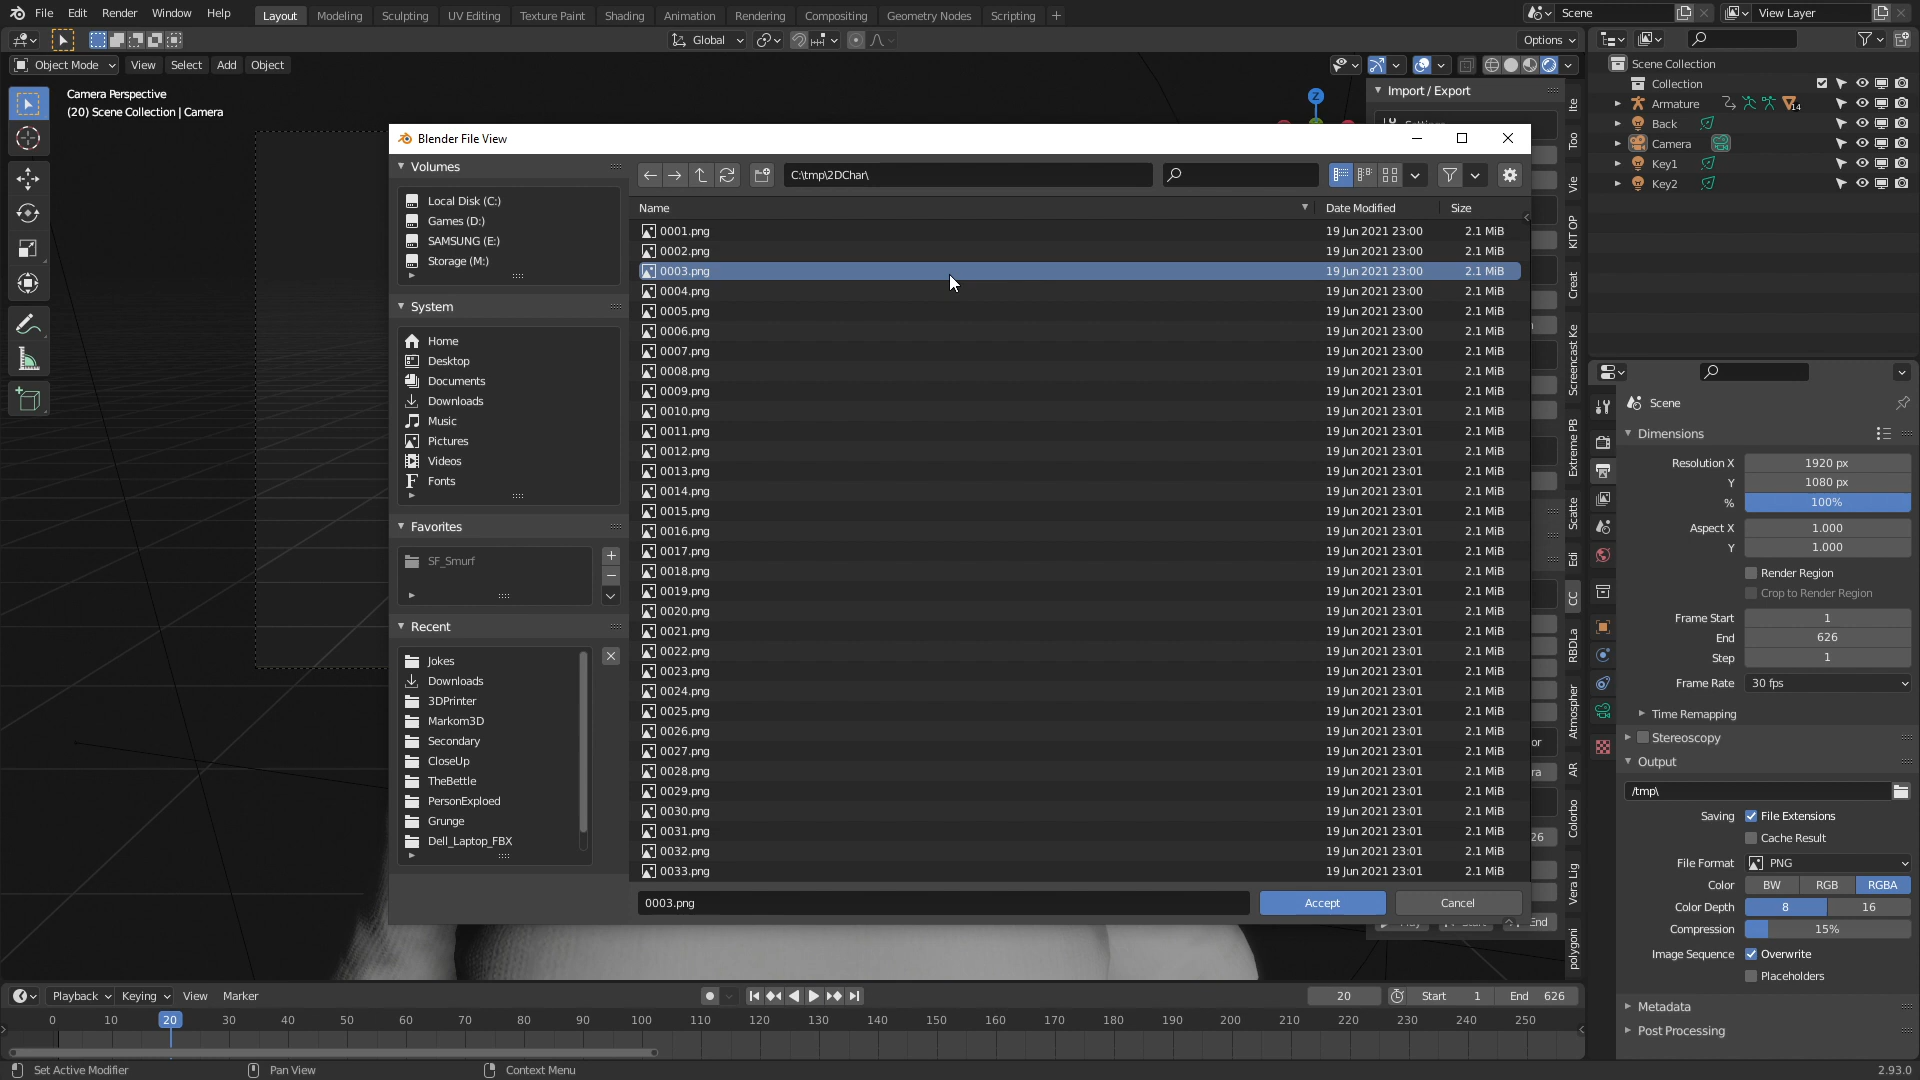 File Edit Render Window Help Layout Modeling Sculpting UV Editing Texture Paint Shading Animation Rendering Compositing Geometry Nodes Scripting + Scene View Layer
Global Options
Object Mode View Select Add Object
Camera Perspective
(20) Scene Collection | Camera
Z
Import / Export
Blender File View
Volumes
Local Disk (C:)
Games (D:)
SAMSUNG (E:)
Storage (M:)
System
Home
Desktop
Documents
Downloads
Music
Pictures
Videos
Fonts
Favorites
SF_Smurf
Recent
Jokes
Downloads
3DPrinter
Markom3D
Secondary
CloseUp
TheBettle
PersonExploed
Grunge
Dell_Laptop_FBX
C:\tmp\2DChar\
Name Date Modified Size
0001.png 19 Jun 2021 23:00 2.1 MiB
0002.png 19 Jun 2021 23:00 2.1 MiB
0003.png 19 Jun 2021 23:00 2.1 MiB
0004.png 19 Jun 2021 23:00 2.1 MiB
0005.png 19 Jun 2021 23:00 2.1 MiB
0006.png 19 Jun 2021 23:00 2.1 MiB
0007.png 19 Jun 2021 23:00 2.1 MiB
0008.png 19 Jun 2021 23:01 2.1 MiB
0009.png 19 Jun 2021 23:01 2.1 MiB
0010.png 19 Jun 2021 23:01 2.1 MiB
0011.png 19 Jun 2021 23:01 2.1 MiB
0012.png 19 Jun 2021 23:01 2.1 MiB
0013.png 19 Jun 2021 23:01 2.1 MiB
0014.png 19 Jun 2021 23:01 2.1 MiB
0015.png 19 Jun 2021 23:01 2.1 MiB
0016.png 19 Jun 2021 23:01 2.1 MiB
0017.png 19 Jun 2021 23:01 2.1 MiB
0018.png 19 Jun 2021 23:01 2.1 MiB
0019.png 19 Jun 2021 23:01 2.1 MiB
0020.png 19 Jun 2021 23:01 2.1 MiB
0021.png 19 Jun 2021 23:01 2.1 MiB
0022.png 19 Jun 2021 23:01 2.1 MiB
0023.png 19 Jun 2021 23:01 2.1 MiB
0024.png 19 Jun 2021 23:01 2.1 MiB
0025.png 19 Jun 2021 23:01 2.1 MiB
0026.png 19 Jun 2021 23:01 2.1 MiB
0027.png 19 Jun 2021 23:01 2.1 MiB
0028.png 19 Jun 2021 23:01 2.1 MiB
0029.png 19 Jun 2021 23:01 2.1 MiB
0030.png 19 Jun 2021 23:01 2.1 MiB
0031.png 19 Jun 2021 23:01 2.1 MiB
0032.png 19 Jun 2021 23:01 2.1 MiB
0033.png 19 Jun 2021 23:01 2.1 MiB
0003.png Accept Cancel
Ite
Too
Vie
KIT OP
Creat
Screencast Ke
Extreme PB
Scatte
Edi
CC
RBDLa
Atmospher
AR
Colorbo
Vera Lig
polygoni
or
ra
26
End
Scene Collection
Collection
Armature 14
Back
Camera
Key1
Key2
Scene
Dimensions
Resolution X 1920 px
Y 1080 px
% 100%
Aspect X 1.000
Y 1.000
Render Region
Crop to Render Region
Frame Start 1
End 626
Step 1
Frame Rate 30 fps
Time Remapping
Stereoscopy
Output
/tmp\
Saving File Extensions
Cache Result
File Format PNG
Color BW RGB RGBA
Color Depth 8 16
Compression 15%
Image Sequence Overwrite
Placeholders
Metadata
Post Processing
Playback Keying View Marker 20 Start 1 End 626
0 10 20 30 40 50 60 70 80 90 100 110 120 130 140 150 160 170 180 190 200 210 220 230 240 250
Set Active Modifier Pan View Context Menu 2.93.0